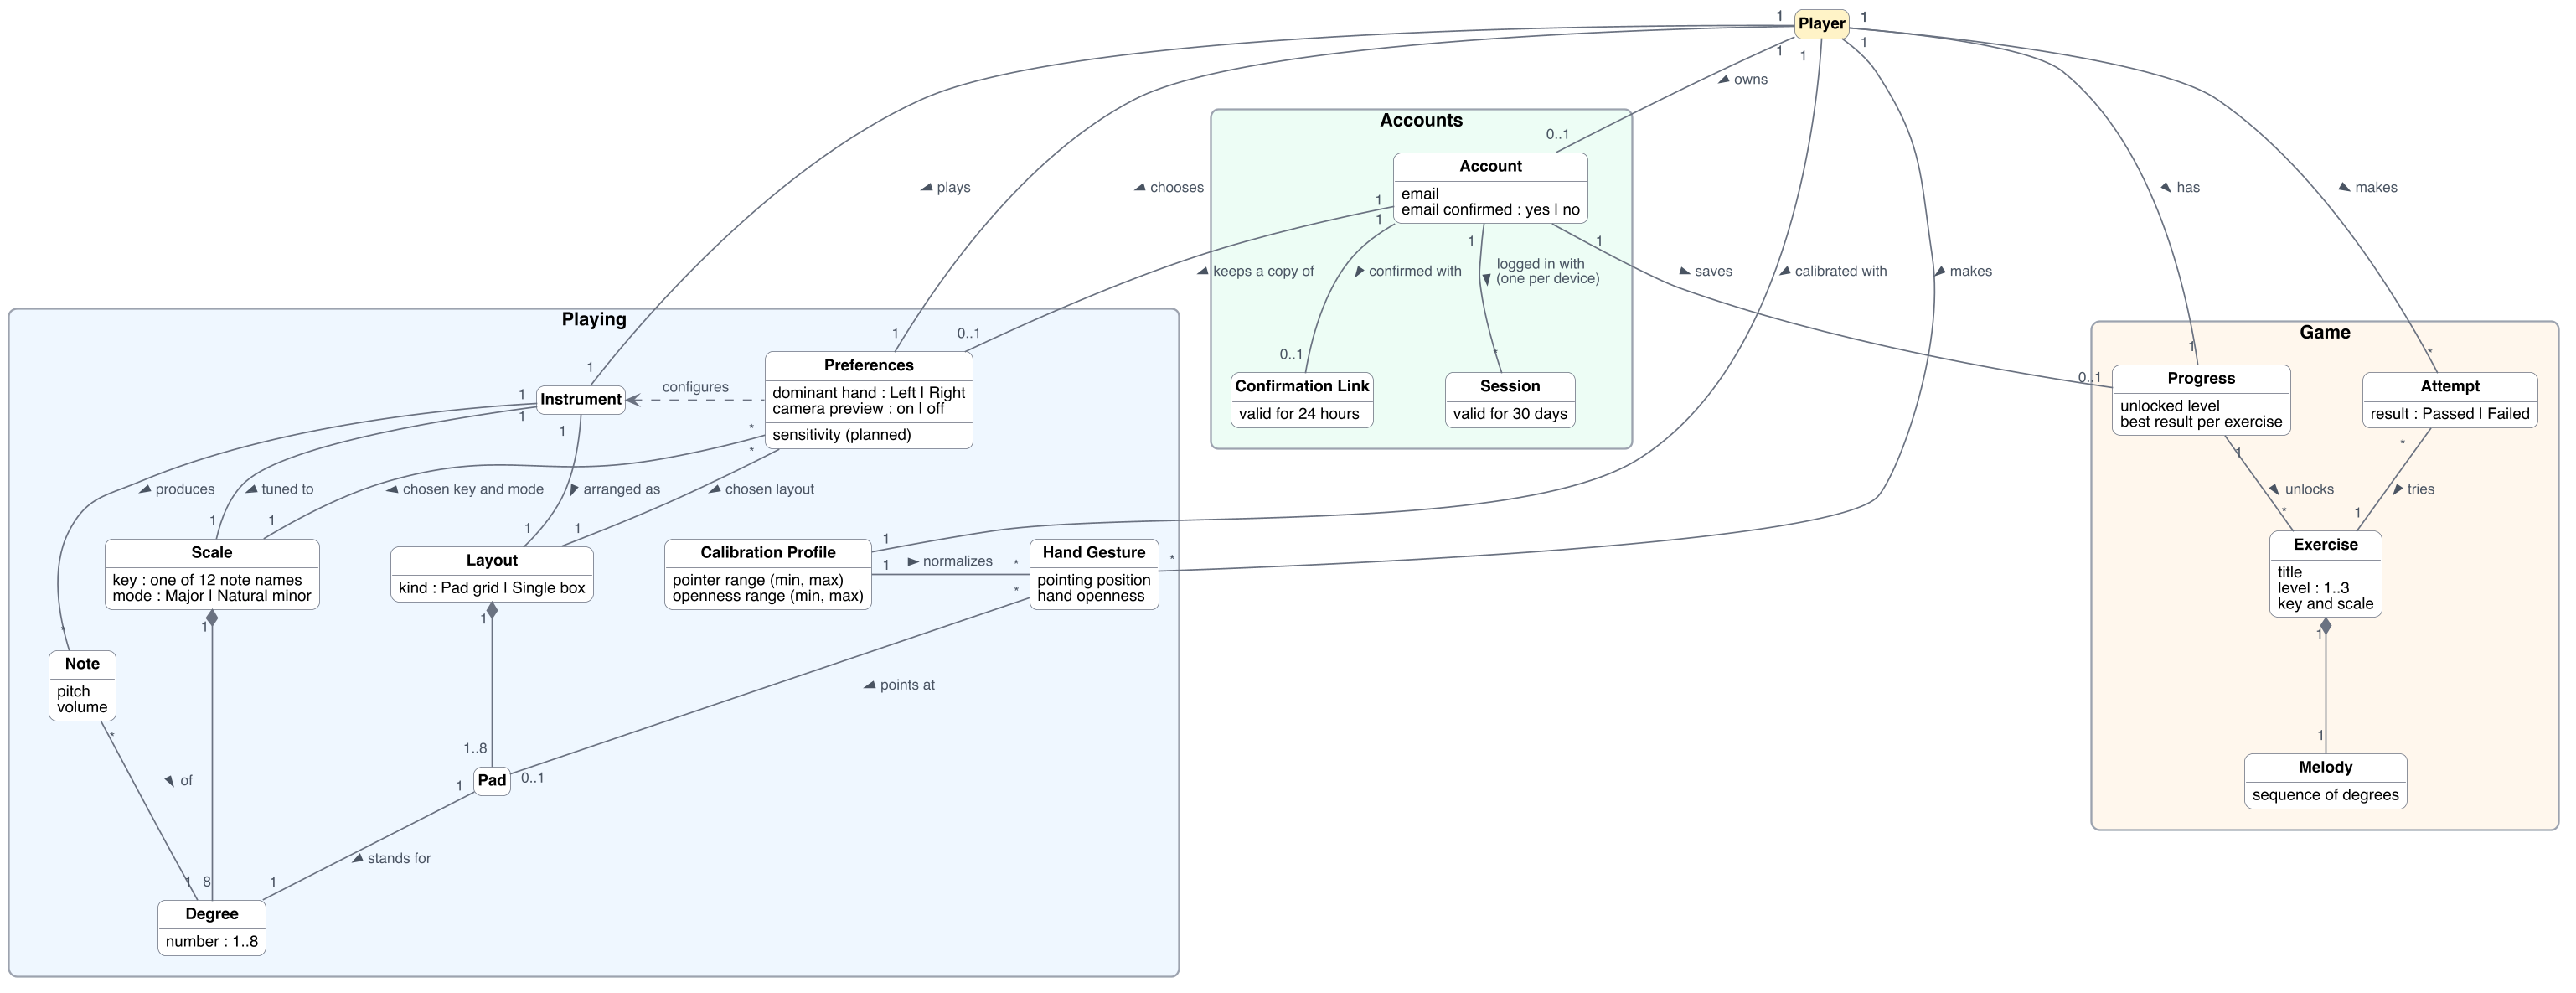 Player
1
1
1
1
1
1
owns
Accounts
0..1
Account
email
email confirmed : yes | no
plays
chooses
has
makes
1
1
1
1
keeps a copy of
confirmed with
logged in with
(one per device)
saves
calibrated with
makes
Playing
Game
1
0..1
0..1
*
1
*
1
Preferences
dominant hand : Left | Right
camera preview : on | off
sensitivity (planned)
configures
Instrument
1
1
1
*
*
Confirmation Link
valid for 24 hours
Session
valid for 30 days
0..1
Progress
unlocked level
best result per exercise
Attempt
result : Passed | Failed
1
*
produces
tuned to
chosen key and mode
arranged as
chosen layout
unlocks
tries
1
1
1
1
*
1
Scale
key : one of 12 note names
mode : Major | Natural minor
Layout
kind : Pad grid | Single box
Calibration Profile
pointer range (min, max)
openness range (min, max)
1
1
normalizes
*
*
Hand Gesture
pointing position
hand openness
*
Exercise
title
level : 1..3
key and scale
1
1
1
*
Note
pitch
volume
*
points at
1..8
Pad
0..1
1
of
1
Melody
sequence of degrees
stands for
1
8
1
Degree
number : 1..8